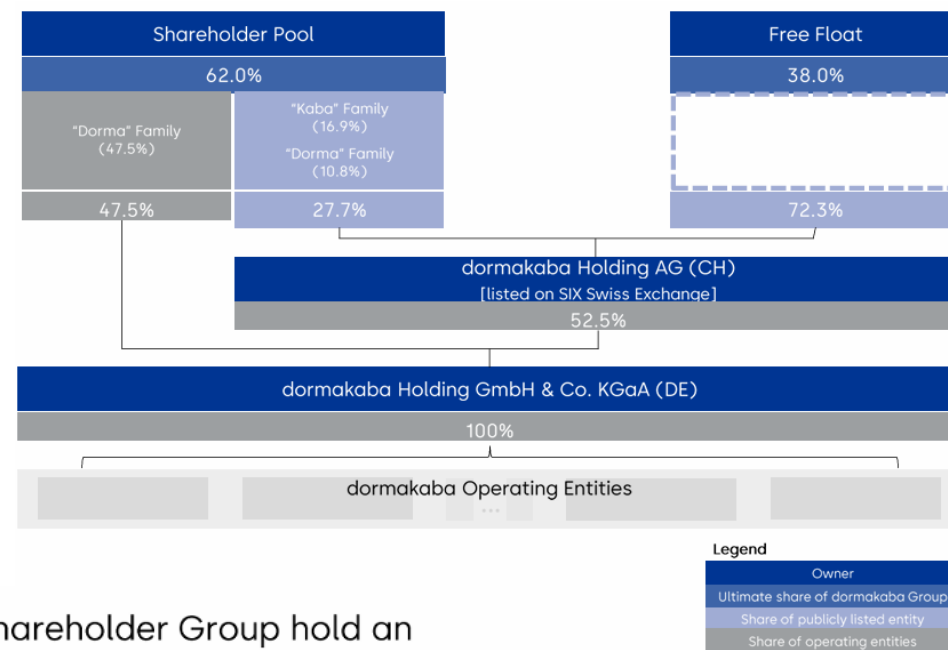 Shareholder Pool
Free Float
62.0%
38.0%
"Dorma" Family
(47.5%)
"Kaba" Family
(16.9%)
"Dorma" Family
(10.8%)
47.5%
27.7%
72.3%
dormakaba Holding AG (CH)
[listed on SIX Swiss Exchange]
52.5%
dormakaba Holding GmbH & Co. KGaA (DE)
100%
dormakaba Operating Entities
...
Legend
Owner
Ultimate share of dormakaba Group
Share of publicly listed entity
Share of operating entities
hareholder Group hold an